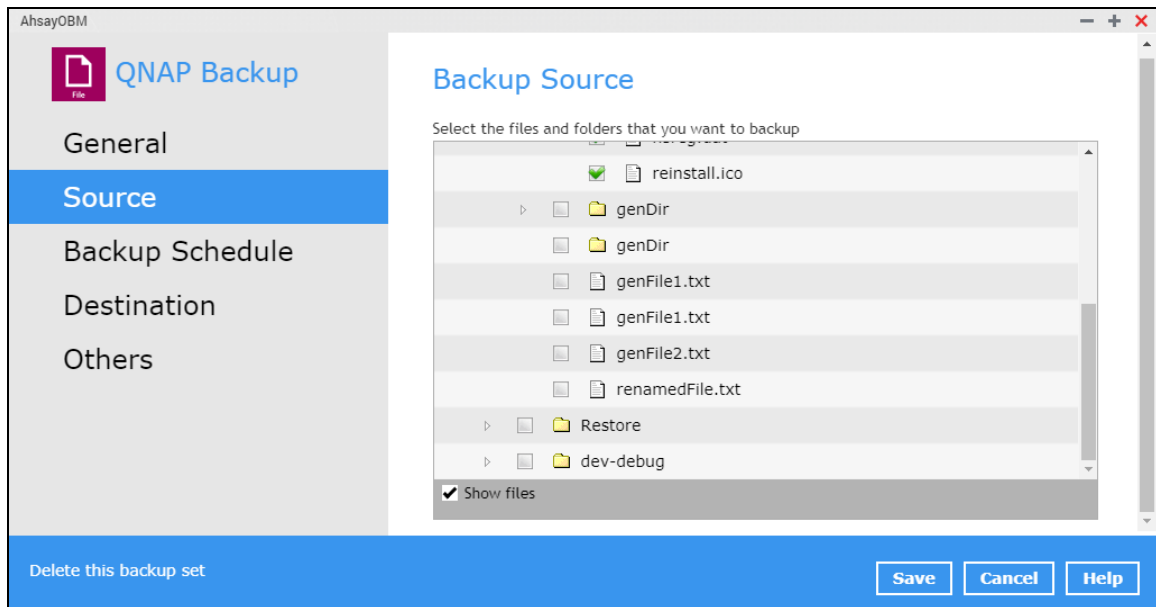 AhsayOBM
File
QNAP Backup
General
Source
Backup Schedule
Destination
Others
Backup Source
Select the files and folders that you want to backup
reinstall.ico
genDir
genDir
genFile1.txt
genFile1.txt
genFile2.txt
renamedFile.txt
Restore
dev-debug
Show files
Delete this backup set
Save
Cancel
Help